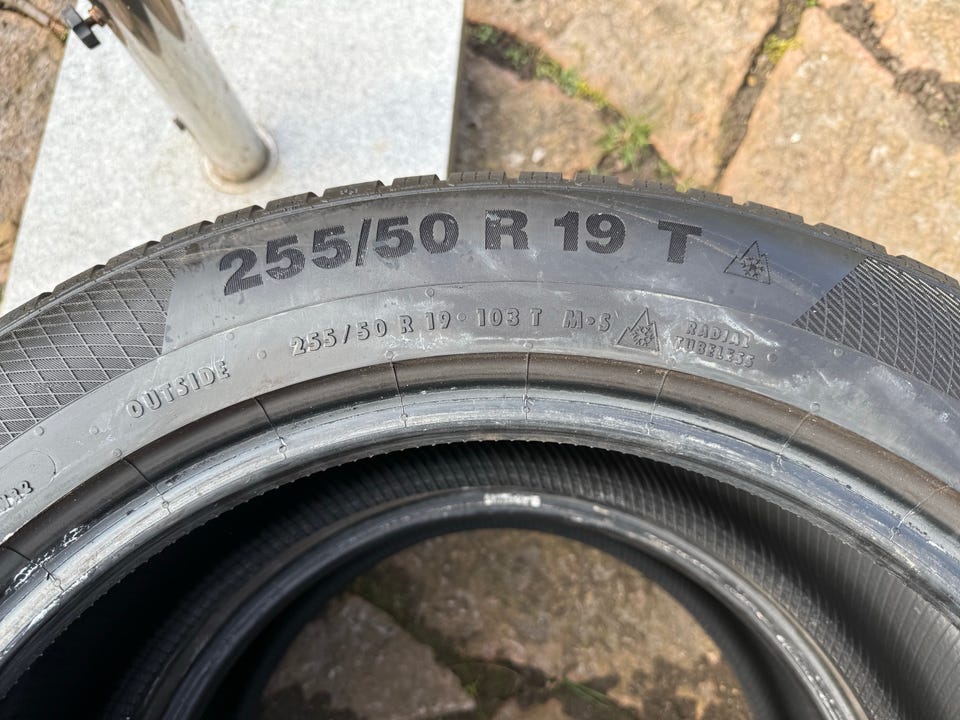 255/50 R 19 T
255/50 R 19 · 103 T M·S
RADIAL
TUBELESS
OUTSIDE